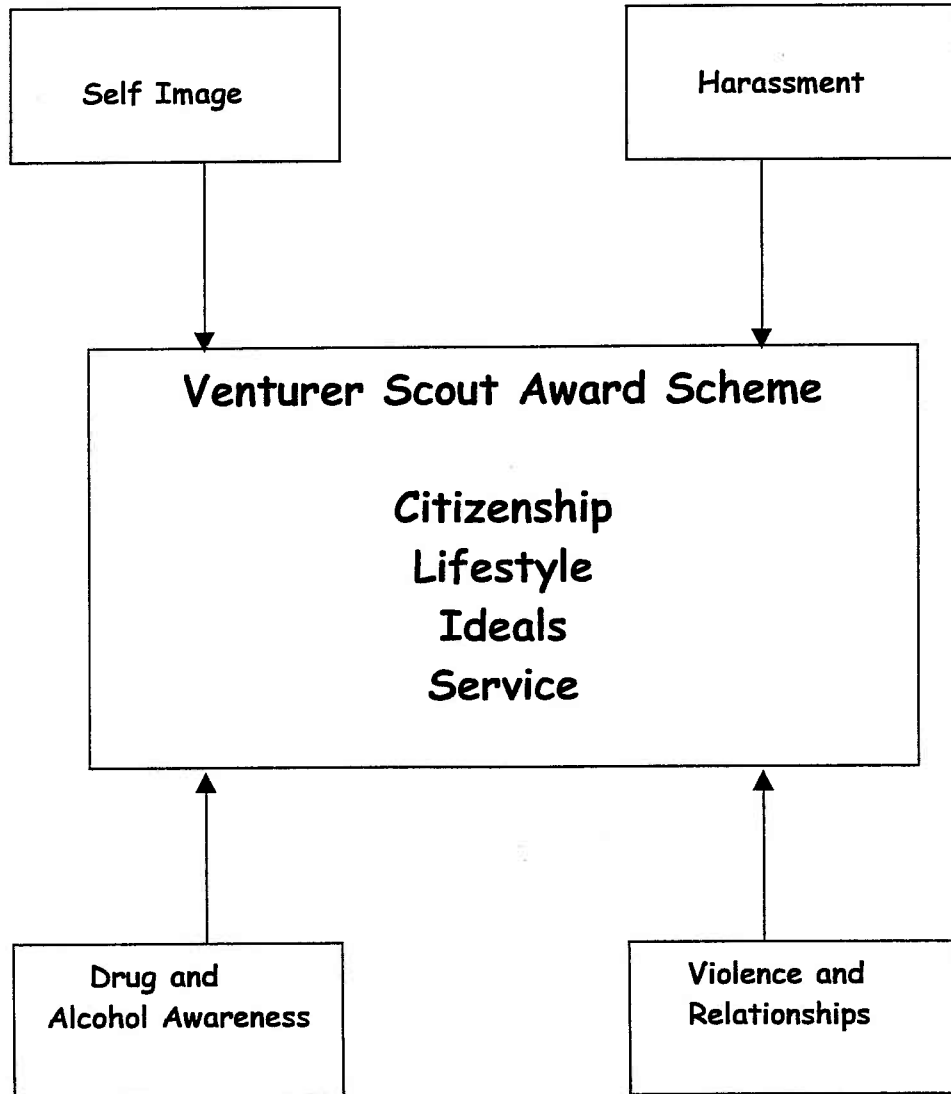 Self Image
Harassment
Venturer Scout Award Scheme
Citizenship
Lifestyle
Ideals
Service
Drug and
Alcohol Awareness
Violence and
Relationships